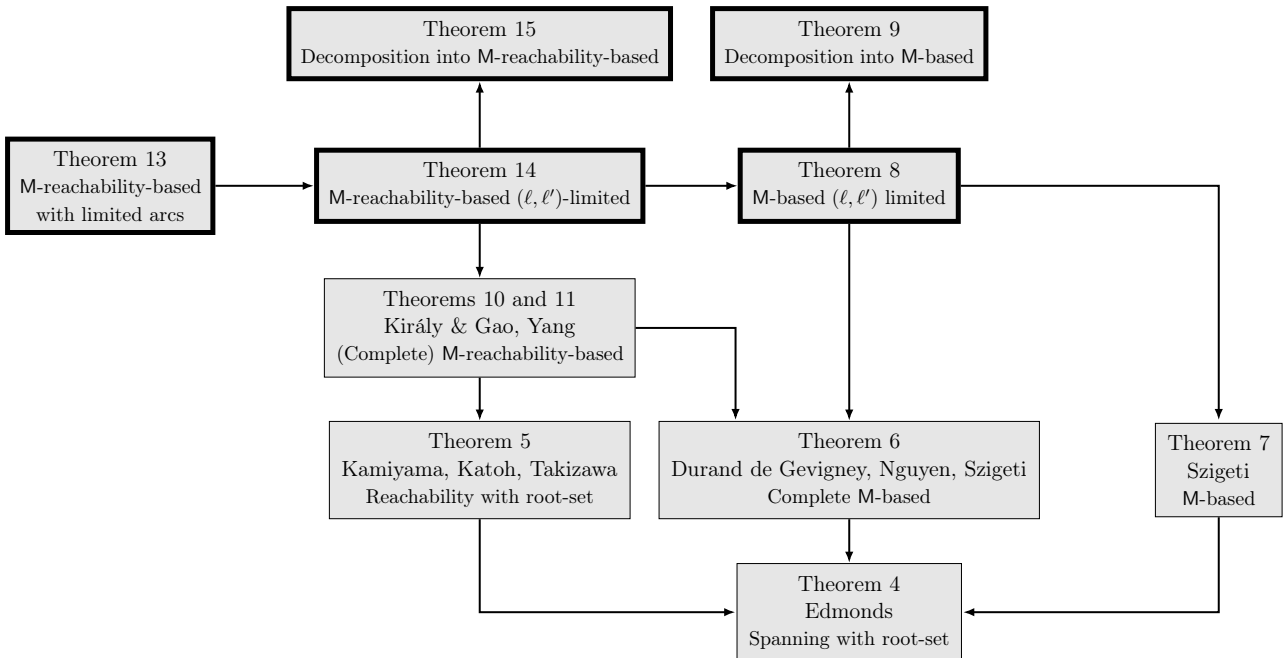 Theorem 15
Decomposition into M-reachability-based
Theorem 9
Decomposition into M-based
Theorem 13
M-reachability-based
with limited arcs
Theorem 14
M-reachability-based (ℓ, ℓ′)-limited
Theorem 8
M-based (ℓ, ℓ′) limited
Theorems 10 and 11
Király & Gao, Yang
(Complete) M-reachability-based
Theorem 5
Kamiyama, Katoh, Takizawa
Reachability with root-set
Theorem 6
Durand de Gevigney, Nguyen, Szigeti
Complete M-based
Theorem 7
Szigeti
M-based
Theorem 4
Edmonds
Spanning with root-set